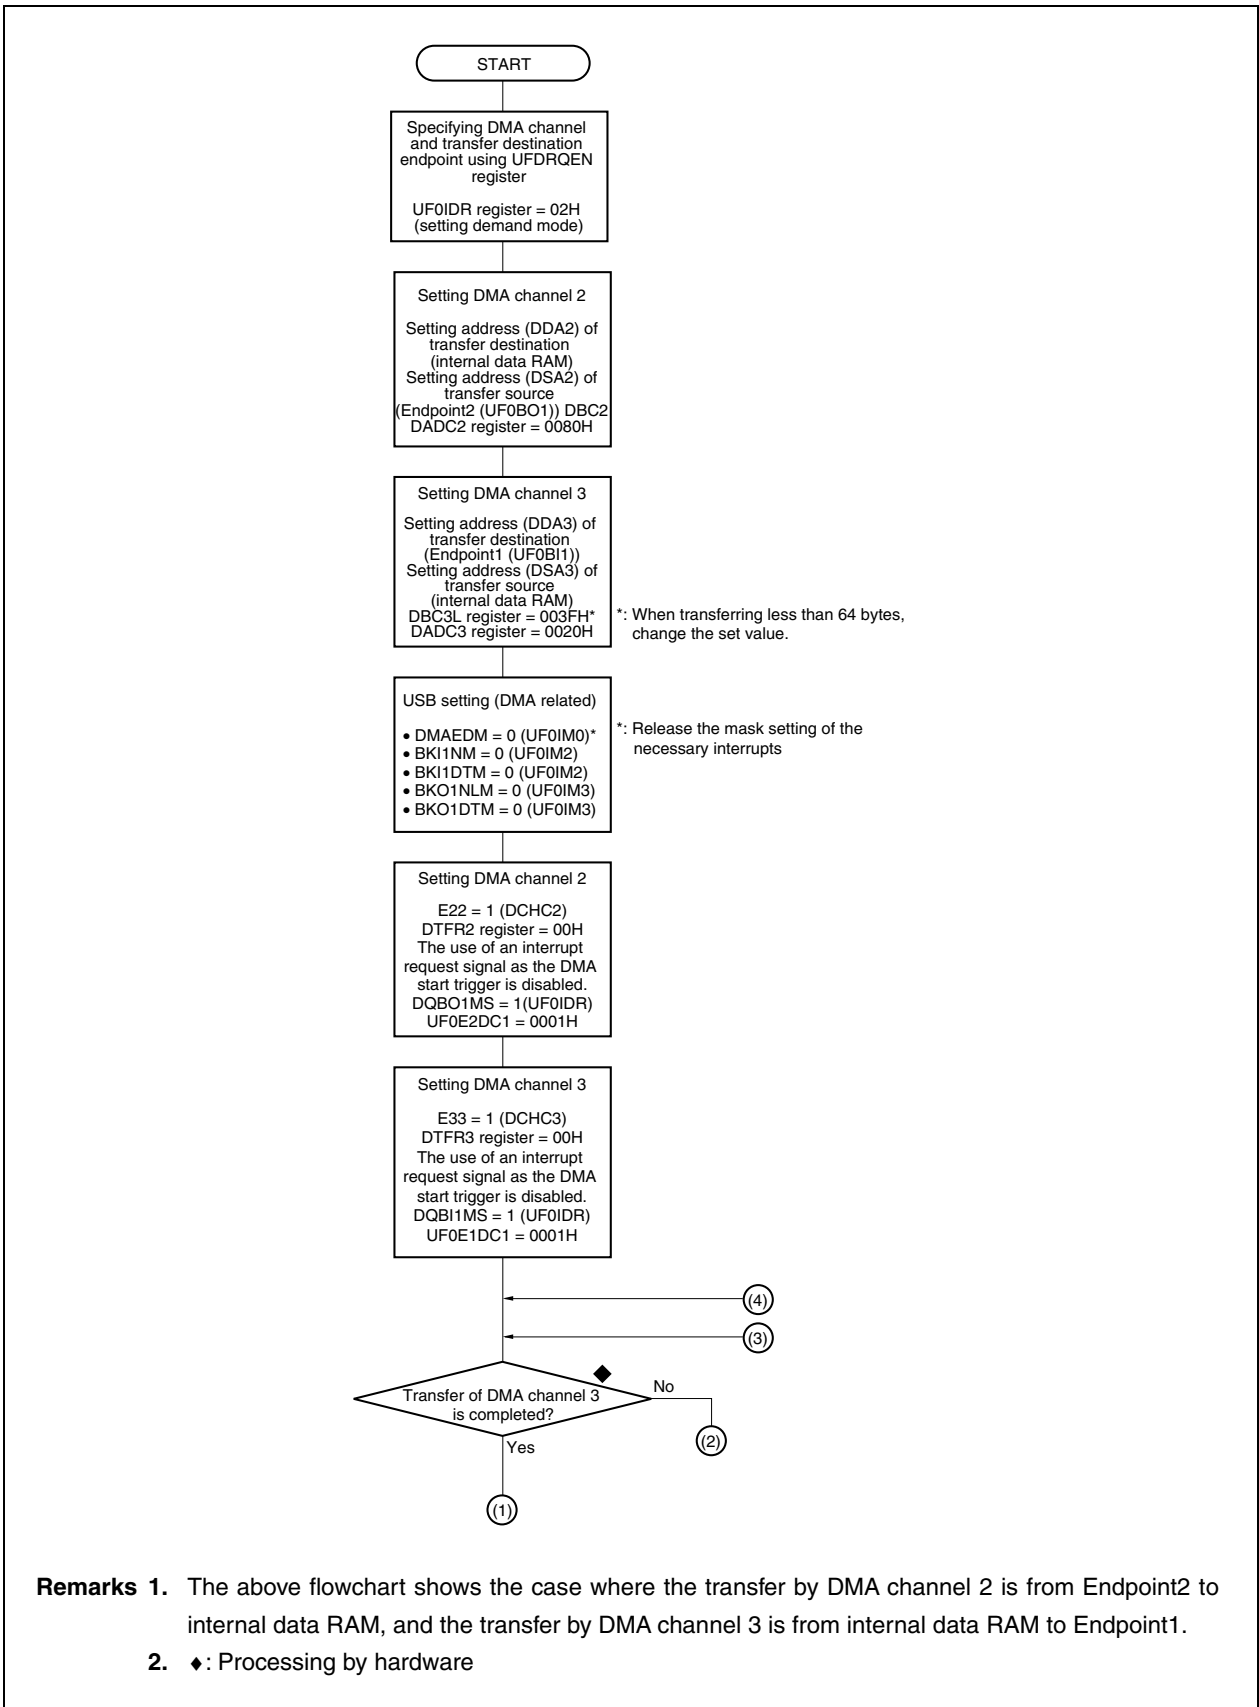 START
Specifying DMA channel
and transfer destination
endpoint using UFDRQEN
register
UF0IDR register = 02H
(setting demand mode)
Setting DMA channel 2
Setting address (DDA2) of
transfer destination
(internal data RAM)
Setting address (DSA2) of
transfer source
(Endpoint2 (UF0BO1)) DBC2
DADC2 register = 0080H
Setting DMA channel 3
Setting address (DDA3) of
transfer destination
(Endpoint1 (UF0BI1))
Setting address (DSA3) of
transfer source
(internal data RAM)
DBC3L register = 003FH*
DADC3 register = 0020H
*: When transferring less than 64 bytes,
change the set value.
USB setting (DMA related)
• DMAEDM = 0 (UF0IM0)*
• BKI1NM = 0 (UF0IM2)
• BKI1DTM = 0 (UF0IM2)
• BKO1NLM = 0 (UF0IM3)
• BKO1DTM = 0 (UF0IM3)
*: Release the mask setting of the
necessary interrupts
Setting DMA channel 2
E22 = 1 (DCHC2)
DTFR2 register = 00H
The use of an interrupt
request signal as the DMA
start trigger is disabled.
DQBO1MS = 1(UF0IDR)
UF0E2DC1 = 0001H
Setting DMA channel 3
E33 = 1 (DCHC3)
DTFR3 register = 00H
The use of an interrupt
request signal as the DMA
start trigger is disabled.
DQBI1MS = 1 (UF0IDR)
UF0E1DC1 = 0001H
(4)
(3)
◆
Transfer of DMA channel 3
is completed?
No
(2)
Yes
(1)
Remarks 1. The above flowchart shows the case where the transfer by DMA channel 2 is from Endpoint2 to
internal data RAM, and the transfer by DMA channel 3 is from internal data RAM to Endpoint1.
2. ♦: Processing by hardware